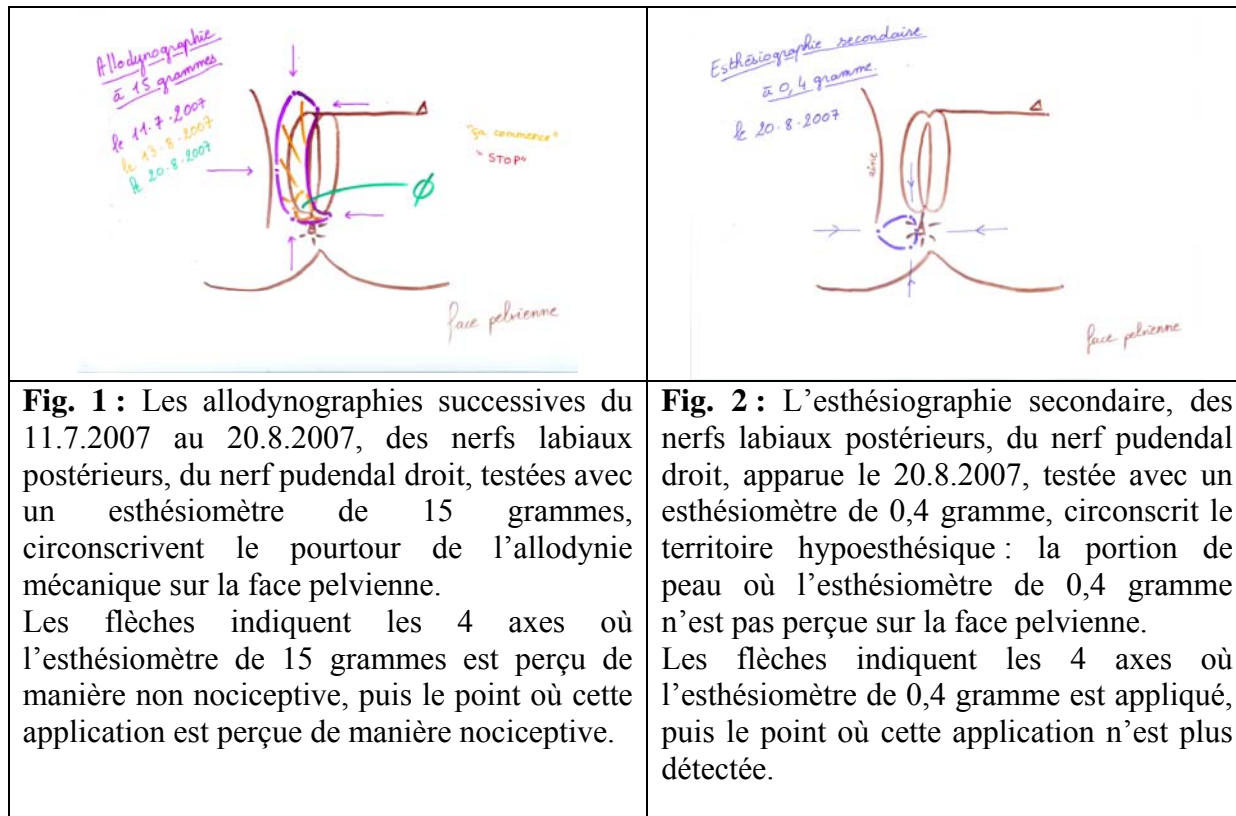 Allodynographie
à 15 grammes
le 11.7.2007
le 13.8.2007
le 20.8.2007
"ça commence"
"STOP"
Δ
Ø
face pelvienne
Esthésiographie secondaire
à 0,4 gramme.
le 20.8.2007
aine
Δ
face pelvienne
Fig. 1 : Les allodynographies successives du
11.7.2007 au 20.8.2007, des nerfs labiaux
postérieurs, du nerf pudendal droit, testées avec
un esthésiomètre de 15 grammes,
circonscrivent le pourtour de l’allodynie
mécanique sur la face pelvienne.
Les flèches indiquent les 4 axes où
l’esthésiomètre de 15 grammes est perçu de
manière non nociceptive, puis le point où cette
application est perçue de manière nociceptive.
Fig. 2 : L’esthésiographie secondaire, des
nerfs labiaux postérieurs, du nerf pudendal
droit, apparue le 20.8.2007, testée avec un
esthésiomètre de 0,4 gramme, circonscrit le
territoire hypoesthésique : la portion de
peau où l’esthésiomètre de 0,4 gramme
n’est pas perçue sur la face pelvienne.
Les flèches indiquent les 4 axes où
l’esthésiomètre de 0,4 gramme est appliqué,
puis le point où cette application n’est plus
détectée.